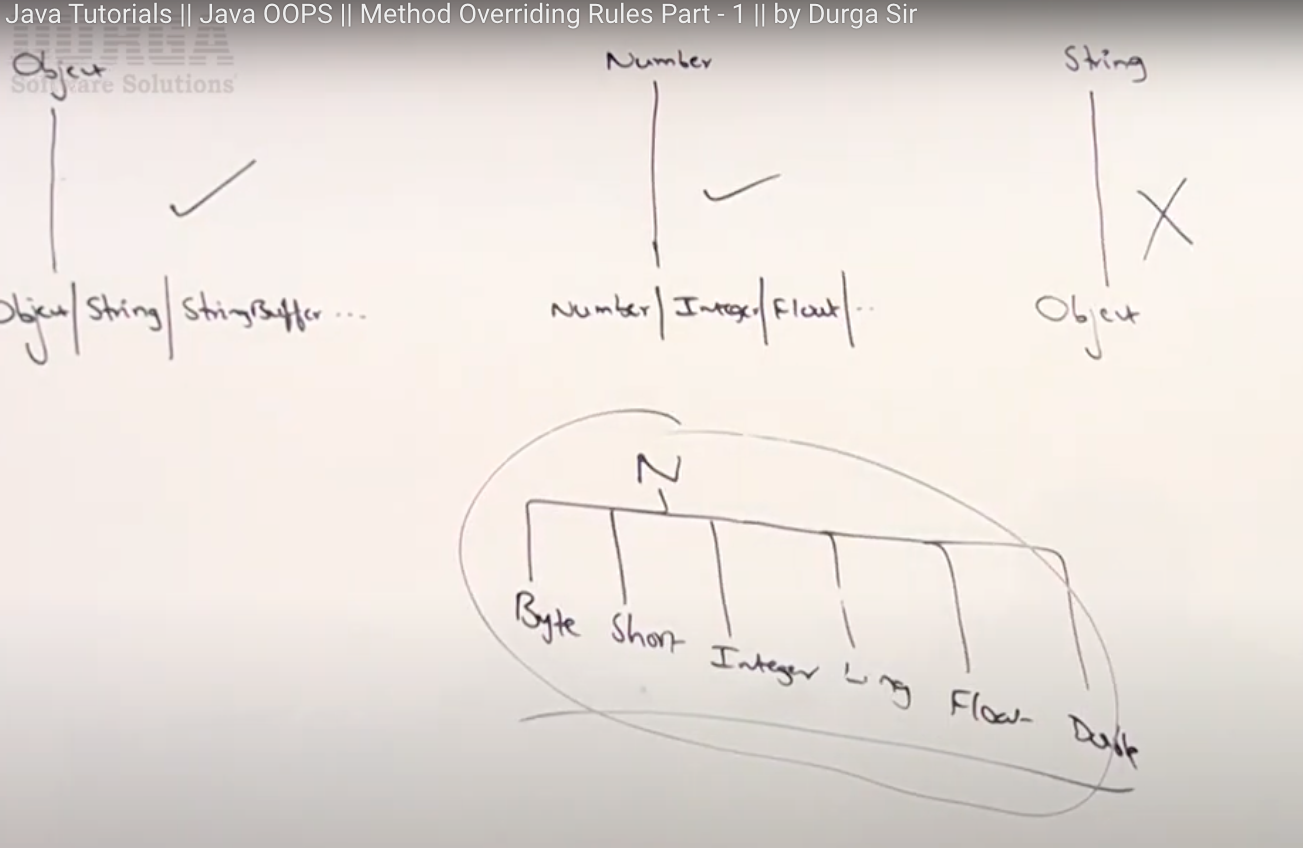 Java Tutorials || Java OOPS || Method Overriding Rules Part - 1 || by Durga Sir
DURGA
Software Solutions
Object Number String
Object | String | StringBuffer ... Number | Integer | Float | .. Object
N
Byte Short Integer Long Float Double